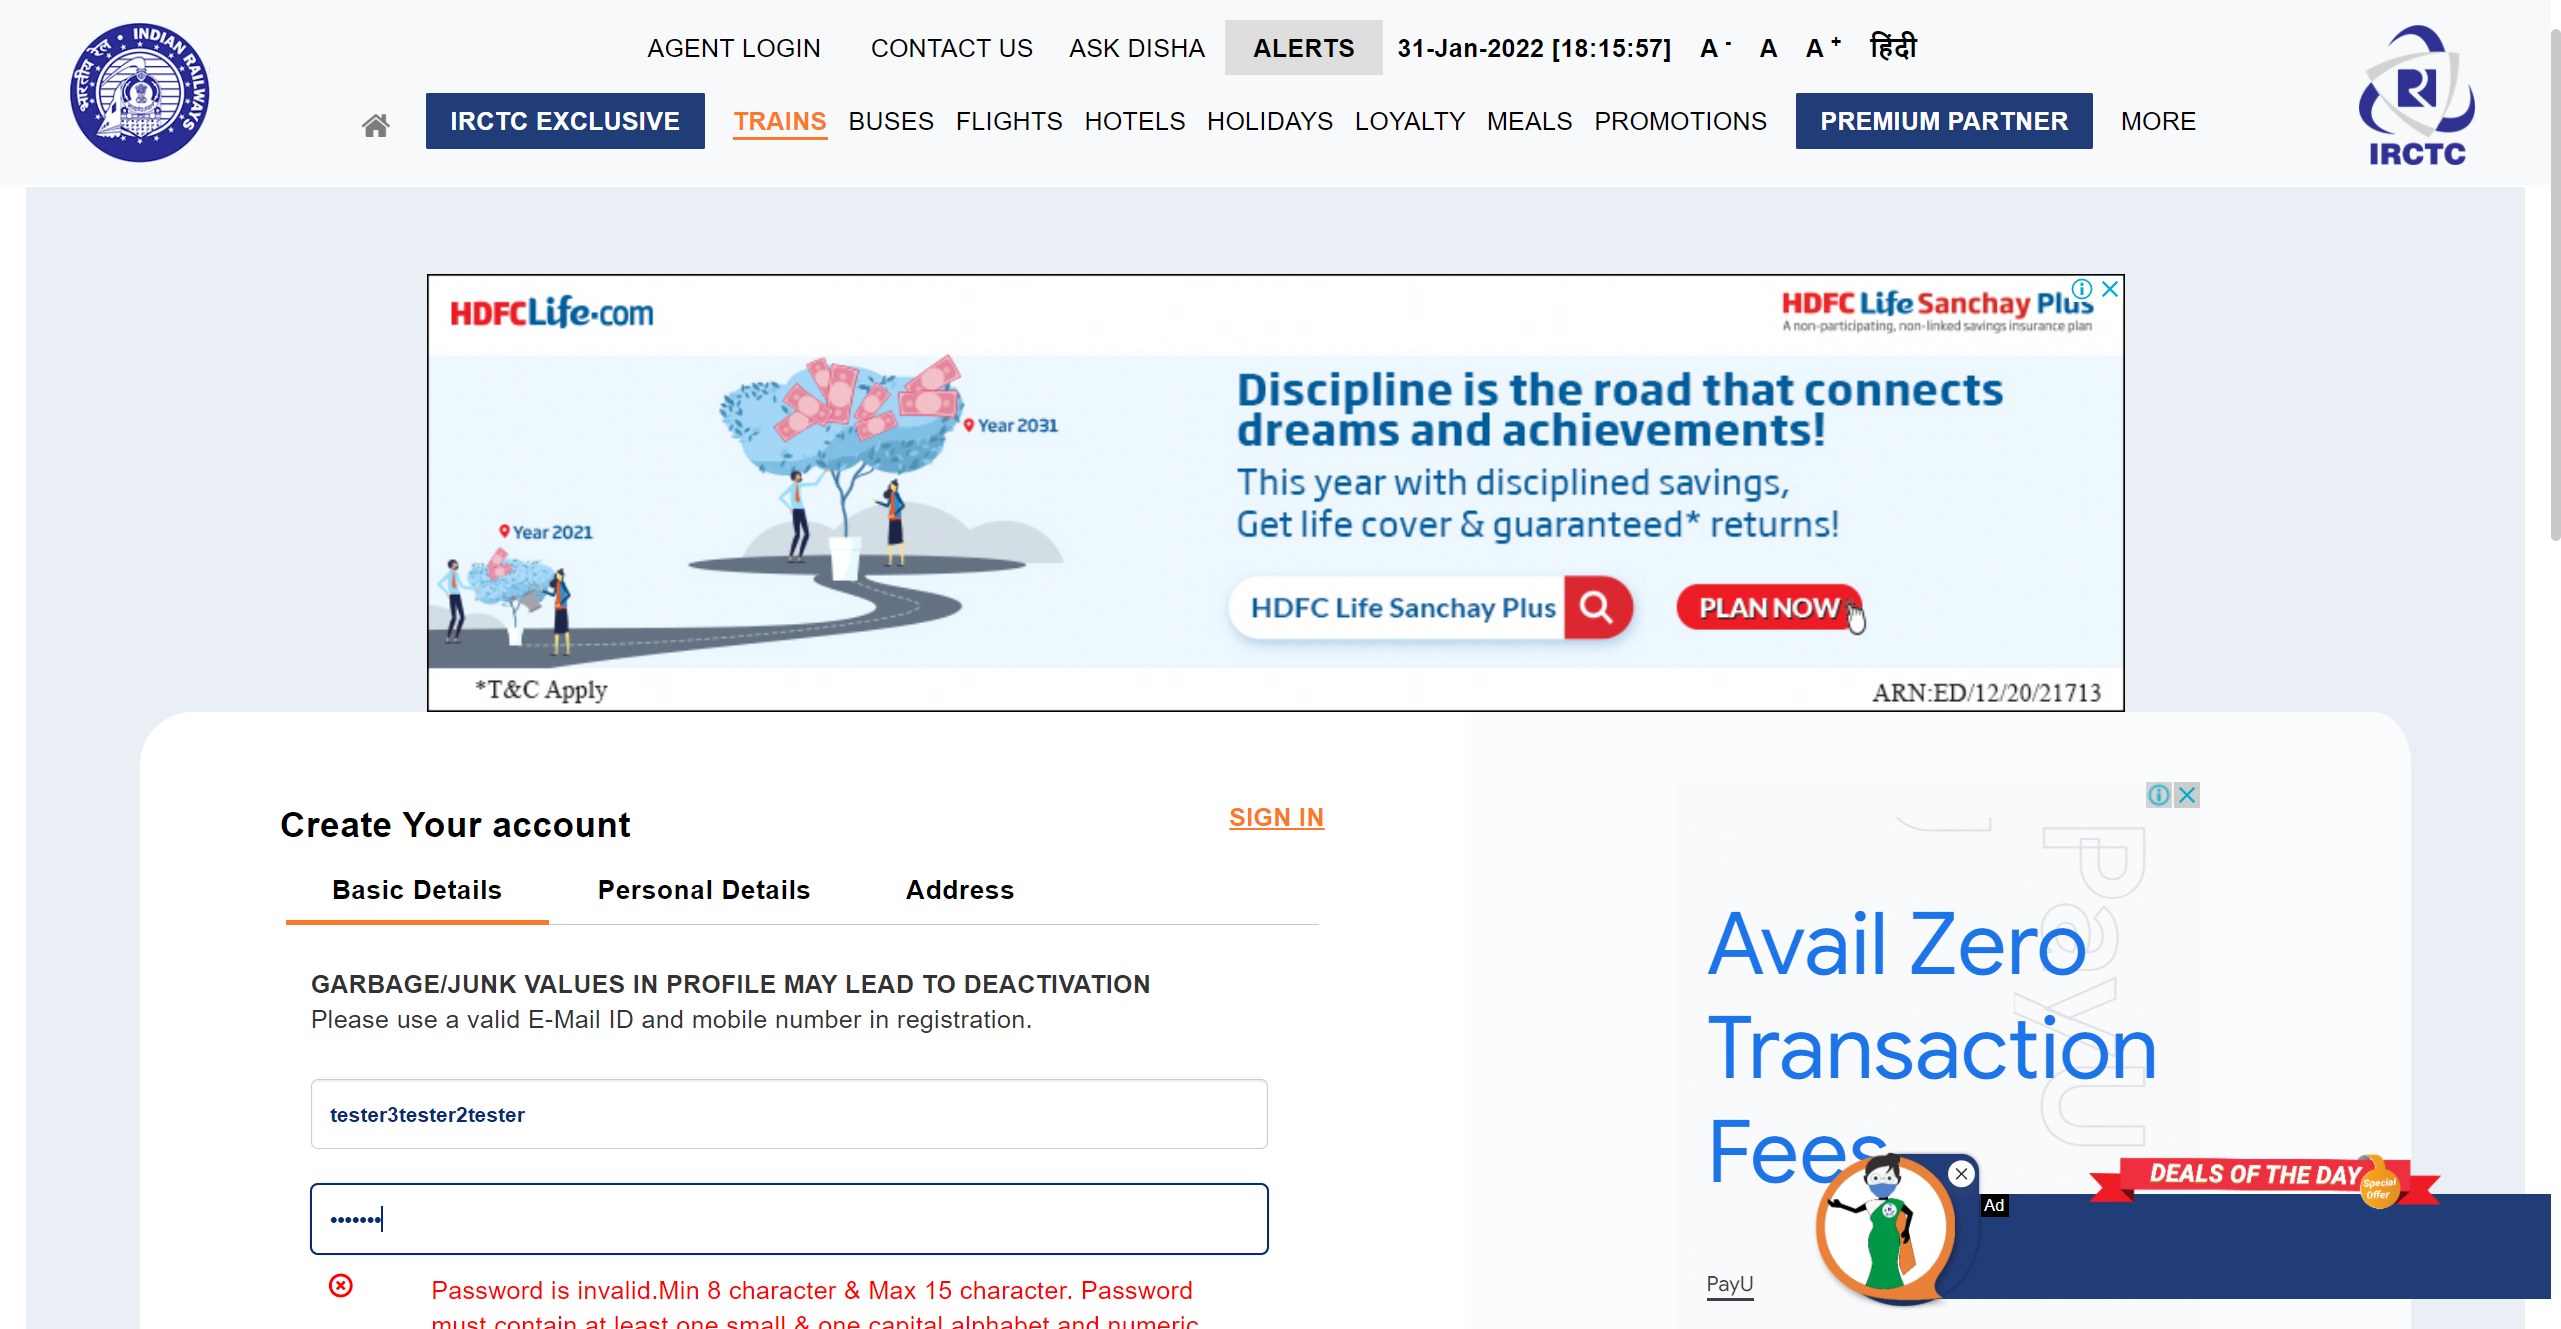 भारतीय रेल • INDIAN RAILWAYS
AGENT LOGIN CONTACT US ASK DISHA ALERTS 31-Jan-2022 [18:15:57] A - A A + हिंदी
IRCTC EXCLUSIVE TRAINS BUSES FLIGHTS HOTELS HOLIDAYS LOYALTY MEALS PROMOTIONS PREMIUM PARTNER MORE
IRCTC
HDFCLife.com
HDFC Life Sanchay Plus
A non-participating, non-linked savings insurance plan
Discipline is the road that connects
dreams and achievements!
Year 2031
This year with disciplined savings,
Get life cover & guaranteed* returns!
Year 2021
HDFC Life Sanchay Plus
PLAN NOW
*T&C Apply
ARN:ED/12/20/21713
Create Your account
SIGN IN
Basic Details Personal Details Address
GARBAGE/JUNK VALUES IN PROFILE MAY LEAD TO DEACTIVATION
Please use a valid E-Mail ID and mobile number in registration.
tester3tester2tester
•••••••
Password is invalid.Min 8 character & Max 15 character. Password
must contain at least one small & one capital alphabet and numeric
PayU
Avail Zero
Transaction
Fees
PayU
Ad
DEALS OF THE DAY
Special
Offer